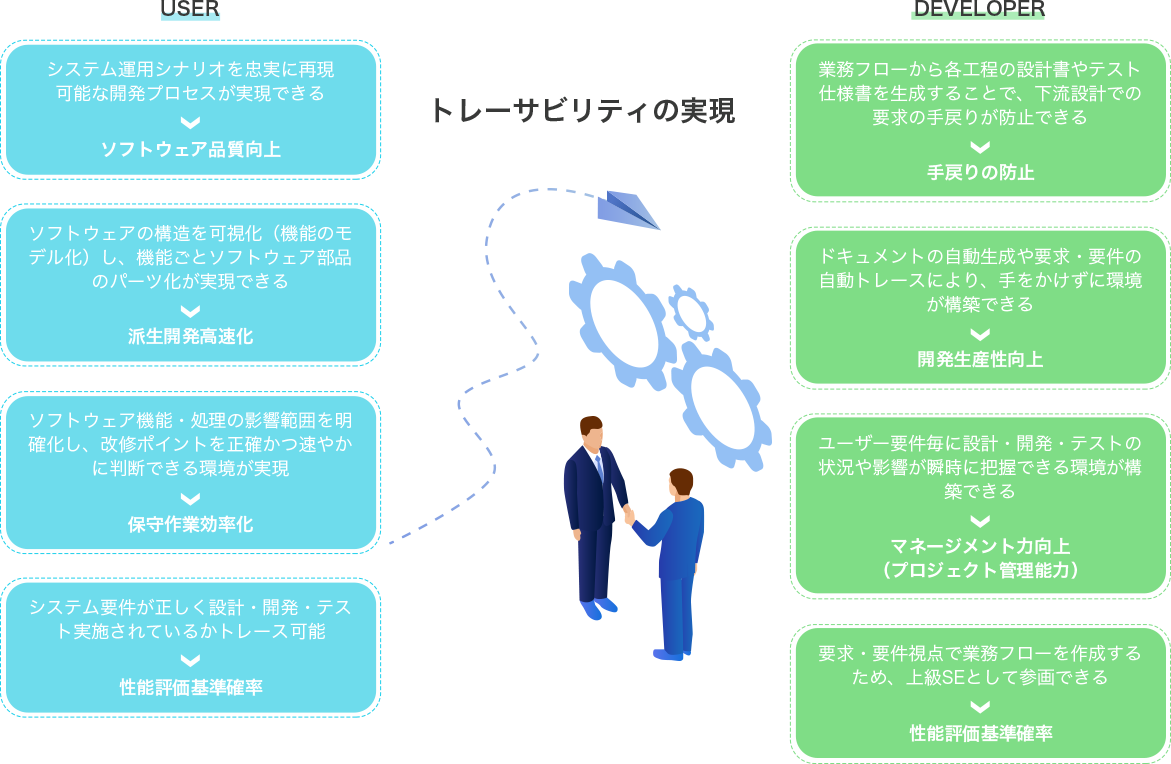 USER
システム運用シナリオを忠実に再現
可能な開発プロセスが実現できる
ソフトウェア品質向上
ソフトウェアの構造を可視化（機能のモ
デル化）し、機能ごとソフトウェア部品
のパーツ化が実現できる
派生開発高速化
ソフトウェア機能・処理の影響範囲を明
確化し、改修ポイントを正確かつ速やか
に判断できる環境が実現
保守作業効率化
システム要件が正しく設計・開発・テス
ト実施されているかトレース可能
性能評価基準確率
トレーサビリティの実現
DEVELOPER
業務フローから各工程の設計書やテスト
仕様書を生成することで、下流設計での
要求の手戻りが防止できる
手戻りの防止
ドキュメントの自動生成や要求・要件の
自動トレースにより、手をかけずに環境
が構築できる
開発生産性向上
ユーザー要件毎に設計・開発・テストの
状況や影響が瞬時に把握できる環境が構
築できる
マネージメント力向上
（プロジェクト管理能力）
要求・要件視点で業務フローを作成する
ため、上級SEとして参画できる
性能評価基準確率